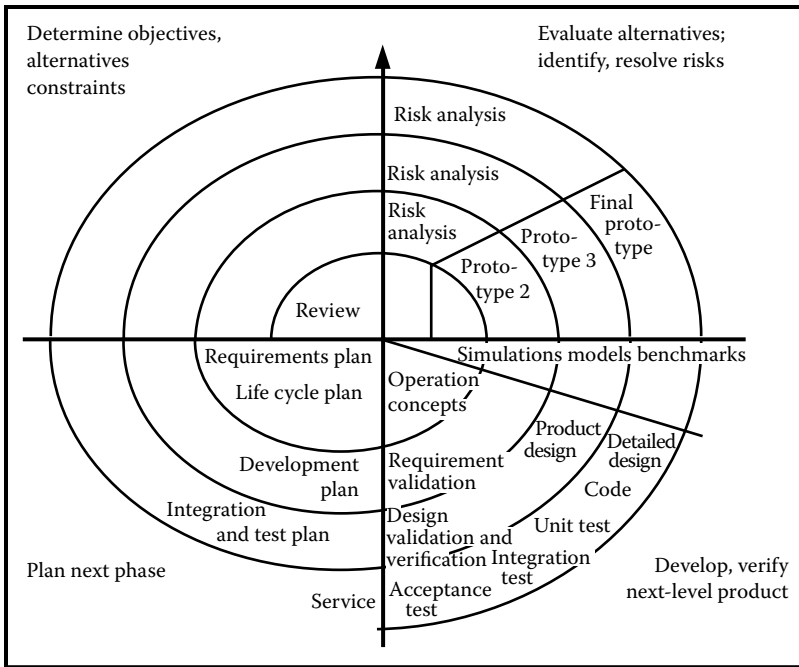 Determine objectives,
alternatives
constraints
Evaluate alternatives;
identify, resolve risks
Risk analysis
Risk analysis
Risk
analysis
Final
proto-
type
Proto-
type 3
Proto-
type 2
Review
Requirements plan
Simulations models benchmarks
Life cycle plan
Operation
concepts
Development
plan
Requirement
validation
Product
design
Detailed
design
Code
Integration
and test plan
Design
validation and
verification
Unit test
Integration
test
Acceptance
test
Service
Plan next phase
Develop, verify
next-level product